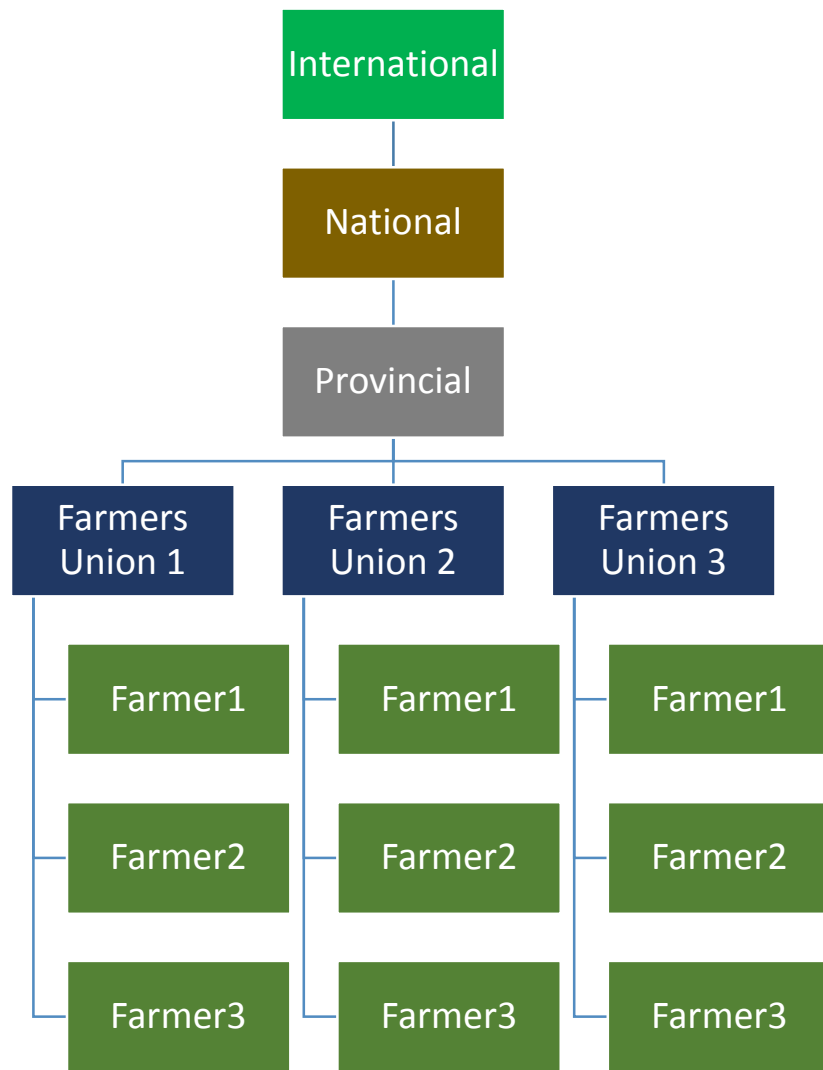 International
National
Provincial
Farmers
Union 1
Farmers
Union 2
Farmers
Union 3
Farmer1
Farmer1
Farmer1
Farmer2
Farmer2
Farmer2
Farmer3
Farmer3
Farmer3